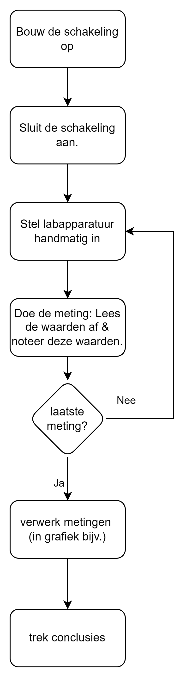 Bouw de schakeling
op
Sluit de schakeling
aan.
Stel labapparatuur
handmatig in
Doe de meting: Lees
de waarden af &
noteer deze waarden.
laatste
meting?
Nee
Ja
verwerk metingen
(in grafiek bijv.)
trek conclusies